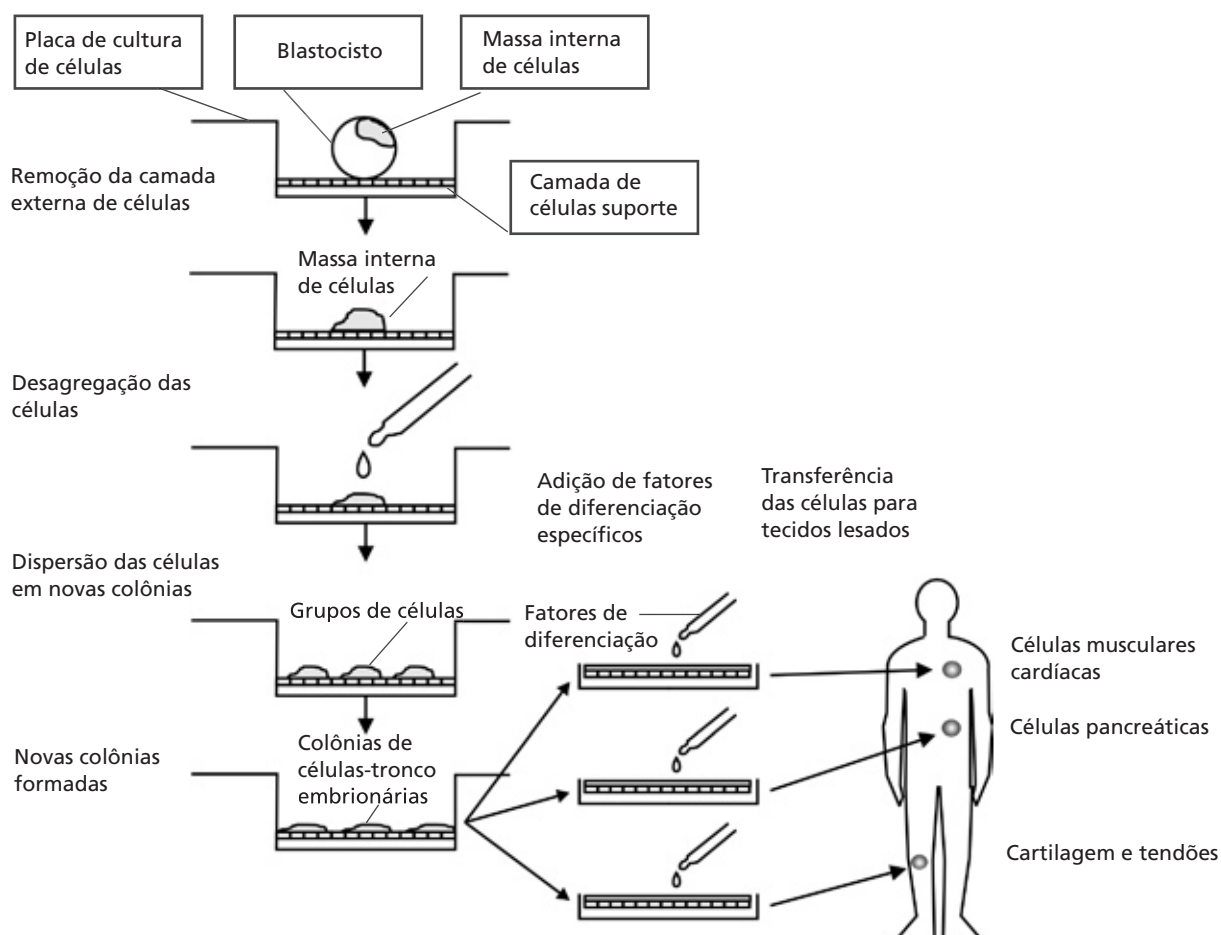 Placa de cultura
de células
Blastocisto
Massa interna
de células
Remoção da camada
externa de células
Camada de
células suporte
Massa interna
de células
Desagregação das
células
Adição de fatores
de diferenciação
específicos
Transferência
das células para
tecidos lesados
Dispersão das células
em novas colônias
Grupos de células
Fatores de
diferenciação
Células musculares
cardíacas
Células pancreáticas
Novas colônias
formadas
Colônias de
células-tronco
embrionárias
Cartilagem e tendões